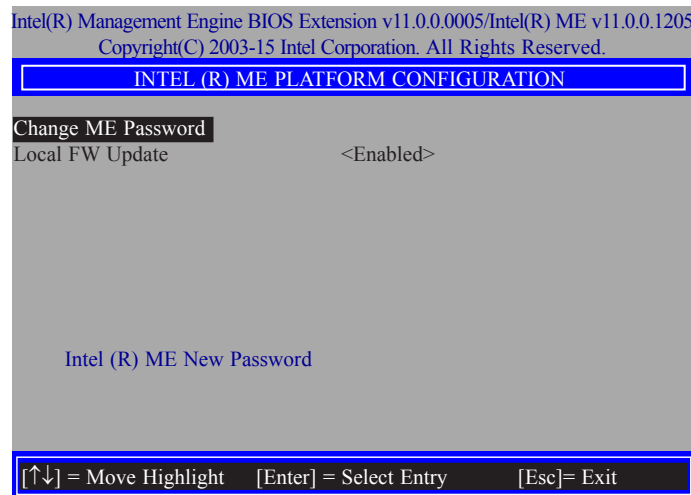 Intel(R) Management Engine BIOS Extension v11.0.0.0005/Intel(R) ME v11.0.0.1205
Copyright(C) 2003-15 Intel Corporation. All Rights Reserved.
INTEL (R) ME PLATFORM CONFIGURATION
Change ME Password
Local FW Update <Enabled>
Intel (R) ME New Password
[↑↓] = Move Highlight [Enter] = Select Entry [Esc]= Exit